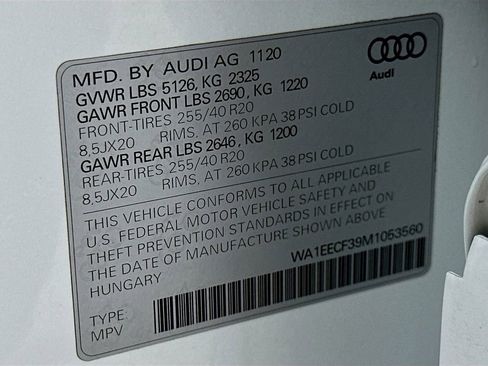 MFD. BY AUDI AG 1120
GVWR LBS 5126, KG 2325
GAWR FRONT LBS 2690, KG 1220
FRONT-TIRES 255/40 R20
8,5JX20 RIMS, AT 260 KPA 38 PSI COLD
GAWR REAR LBS 2646, KG 1200
REAR-TIRES 255/40 R20
8,5JX20 RIMS, AT 260 KPA 38 PSI COLD
THIS VEHICLE CONFORMS TO ALL APPLICABLE
U.S. FEDERAL MOTOR VEHICLE SAFETY AND
THEFT PREVENTION STANDARDS IN EFFECT ON
THE DATE OF MANUFACTURE SHOWN ABOVE
HUNGARY
WA1EECF39M1053560
TYPE:
MPV
Audi